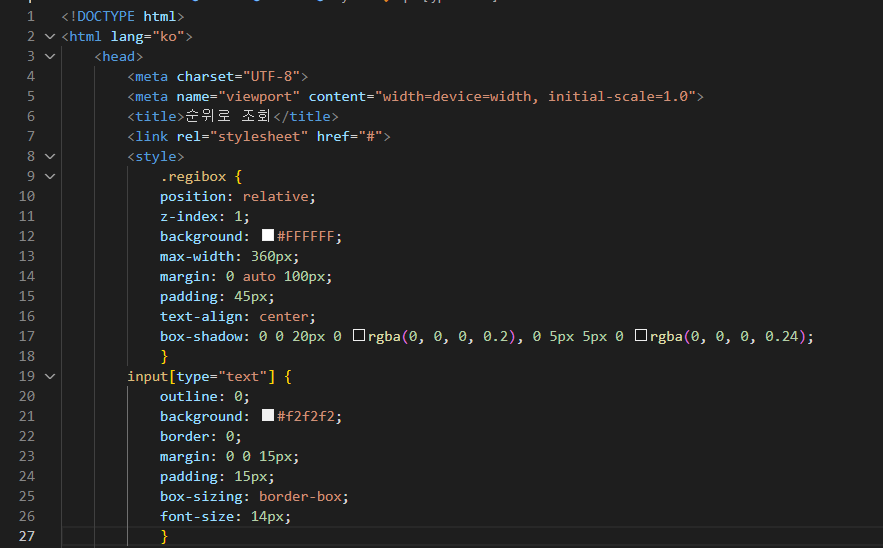 1 <!DOCTYPE html>
2 <html lang="ko">
3 <head>
4 <meta charset="UTF-8">
5 <meta name="viewport" content="width=device=width, initial-scale=1.0">
6 <title>순위로 조회</title>
7 <link rel="stylesheet" href="#">
8 <style>
9 .regibox {
10 position: relative;
11 z-index: 1;
12 background: #FFFFFF;
13 max-width: 360px;
14 margin: 0 auto 100px;
15 padding: 45px;
16 text-align: center;
17 box-shadow: 0 0 20px 0 rgba(0, 0, 0, 0.2), 0 5px 5px 0 rgba(0, 0, 0, 0.24);
18 }
19 input[type="text"] {
20 outline: 0;
21 background: #f2f2f2;
22 border: 0;
23 margin: 0 0 15px;
24 padding: 15px;
25 box-sizing: border-box;
26 font-size: 14px;
27 }